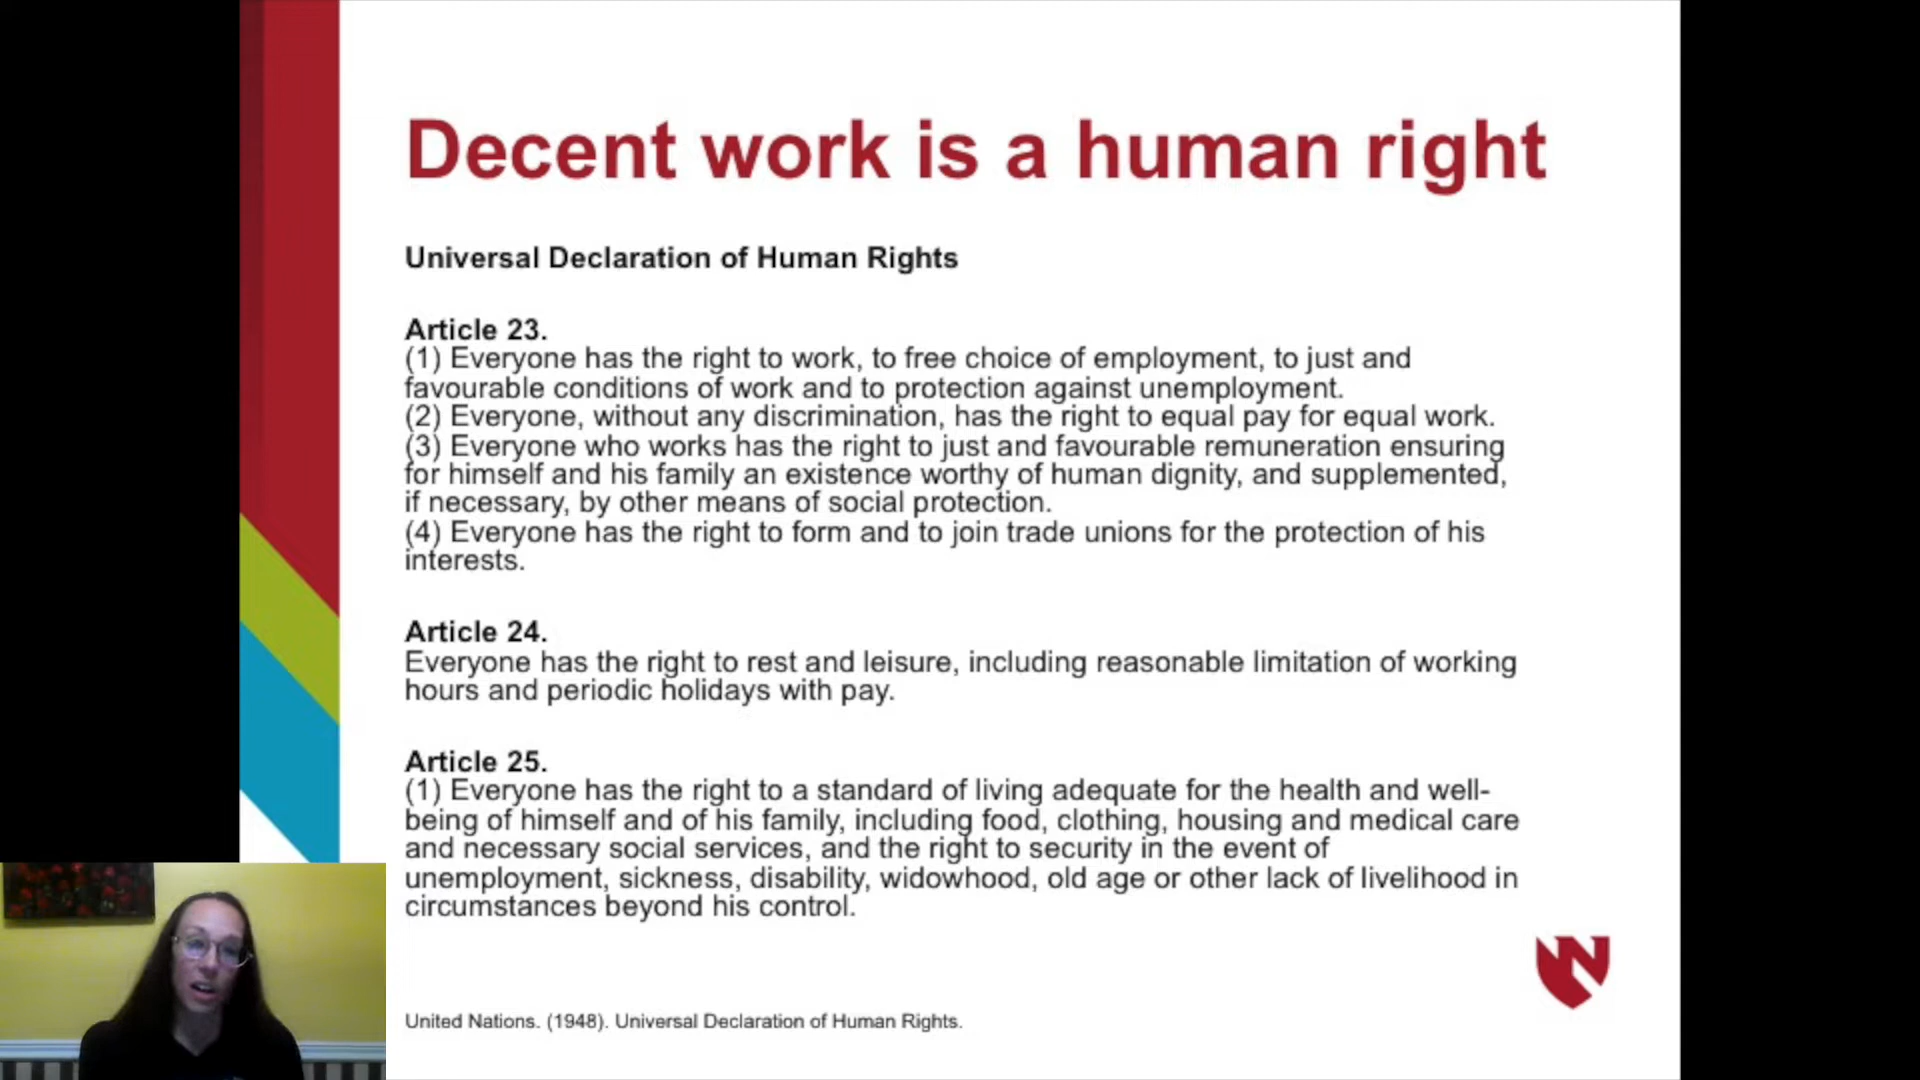 Decent work is a human right
Universal Declaration of Human Rights
Article 23.
(1) Everyone has the right to work, to free choice of employment, to just and
favourable conditions of work and to protection against unemployment.
(2) Everyone, without any discrimination, has the right to equal pay for equal work.
(3) Everyone who works has the right to just and favourable remuneration ensuring
for himself and his family an existence worthy of human dignity, and supplemented,
if necessary, by other means of social protection.
(4) Everyone has the right to form and to join trade unions for the protection of his
interests.
Article 24.
Everyone has the right to rest and leisure, including reasonable limitation of working
hours and periodic holidays with pay.
Article 25.
(1) Everyone has the right to a standard of living adequate for the health and well-
being of himself and of his family, including food, clothing, housing and medical care
and necessary social services, and the right to security in the event of
unemployment, sickness, disability, widowhood, old age or other lack of livelihood in
circumstances beyond his control.
N
United Nations. (1948). Universal Declaration of Human Rights.